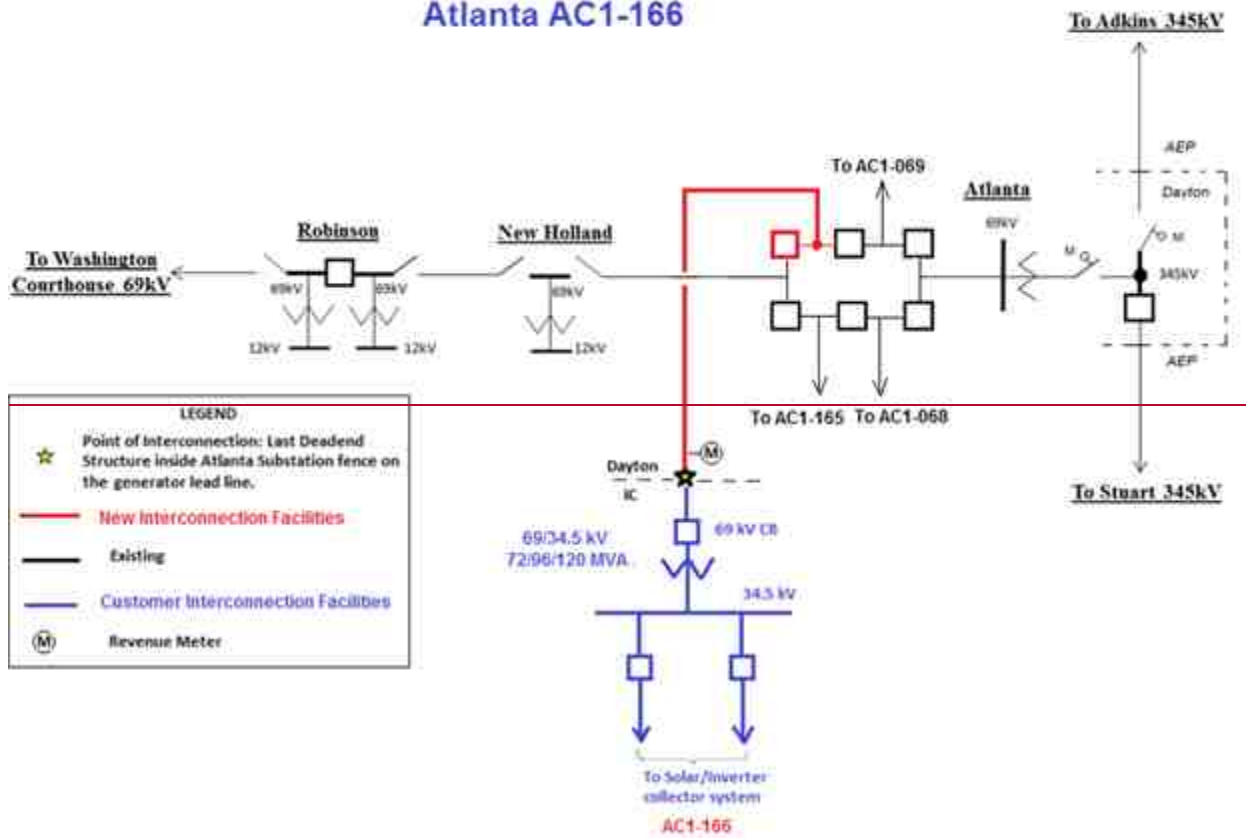 Atlanta AC1-166
To Adkins 345kV
AEP
Dayton
To AC1-069
Atlanta
69kV
M
M
345kV
AEP
Robinson
New Holland
To Washington
Courthouse 69kV
69kV
69kV
69kV
12kV
12kV
12kV
To AC1-165 To AC1-068
To Stuart 345kV
LEGEND
Point of Interconnection: Last Deadend
Structure inside Atlanta Substation fence on
the generator lead line.
New Interconnection Facilities
Existing
Customer Interconnection Facilities
M Revenue Meter
M
Dayton
IC
69/34.5 kV
72/96/120 MVA
69 kV CB
34.5 kV
To Solar/Inverter
collector system
AC1-166